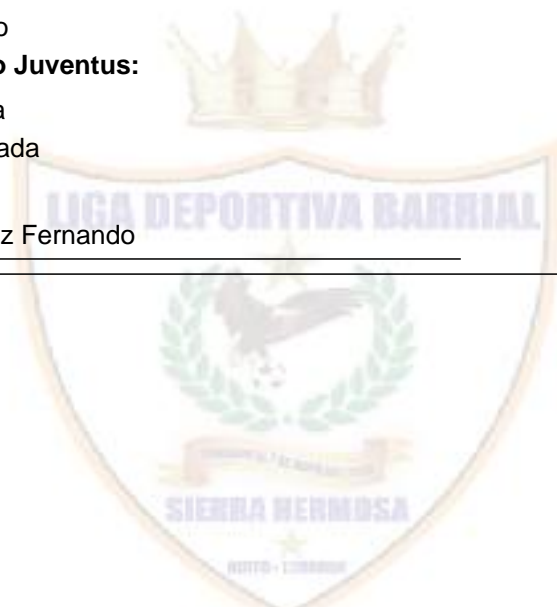 o
o Juventus:
a
ada
LIGA DEPORTIVA BARRIAL
z Fernando
SIERRA HERMOSA